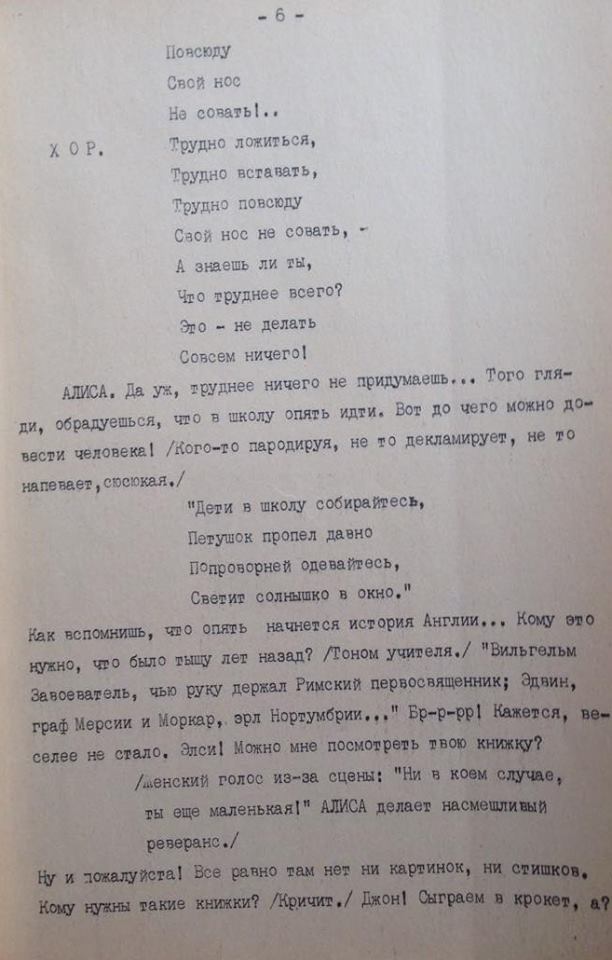 - 6 -
Повсюду
Свой нос
Не совать!..
Х О Р. Трудно ложиться,
Трудно вставать,
Трудно повсюду
Свой нос не совать, -
А знаешь ли ты,
Что труднее всего?
Это - не делать
Совсем ничего!
АЛИСА. Да уж, труднее ничего не придумаешь... Того гля-
ди, обрадуешься, что в школу опять идти. Вот до чего можно до-
вести человека! /Кого-то пародируя, не то декламирует, не то
напевает,сюсюкая./
"Дети в школу собирайтесь,
Петушок пропел давно
Попроворней одевайтесь,
Светит солнышко в окно."
Как вспомнишь, что опять начнется история Англии... Кому это
нужно, что было тыщу лет назад? /Тоном учителя./ "Вильгельм
Завоеватель, чью руку держал Римский первосвященник; Эдвин,
граф Мерсии и Моркар, эрл Нортумбрии..." Бр-р-рр! Кажется, ве-
селее не стало. Элси! Можно мне посмотреть твою книжку?
/Женский голос из-за сцены: "Ни в коем случае,
ты еще маленькая!" АЛИСА делает насмешливый
реверанс./
Ну и пожалуйста! Все равно там нет ни картинок, ни стишков.
Кому нужны такие книжки? /Кричит./ Джон! Сыграем в крокет, а?